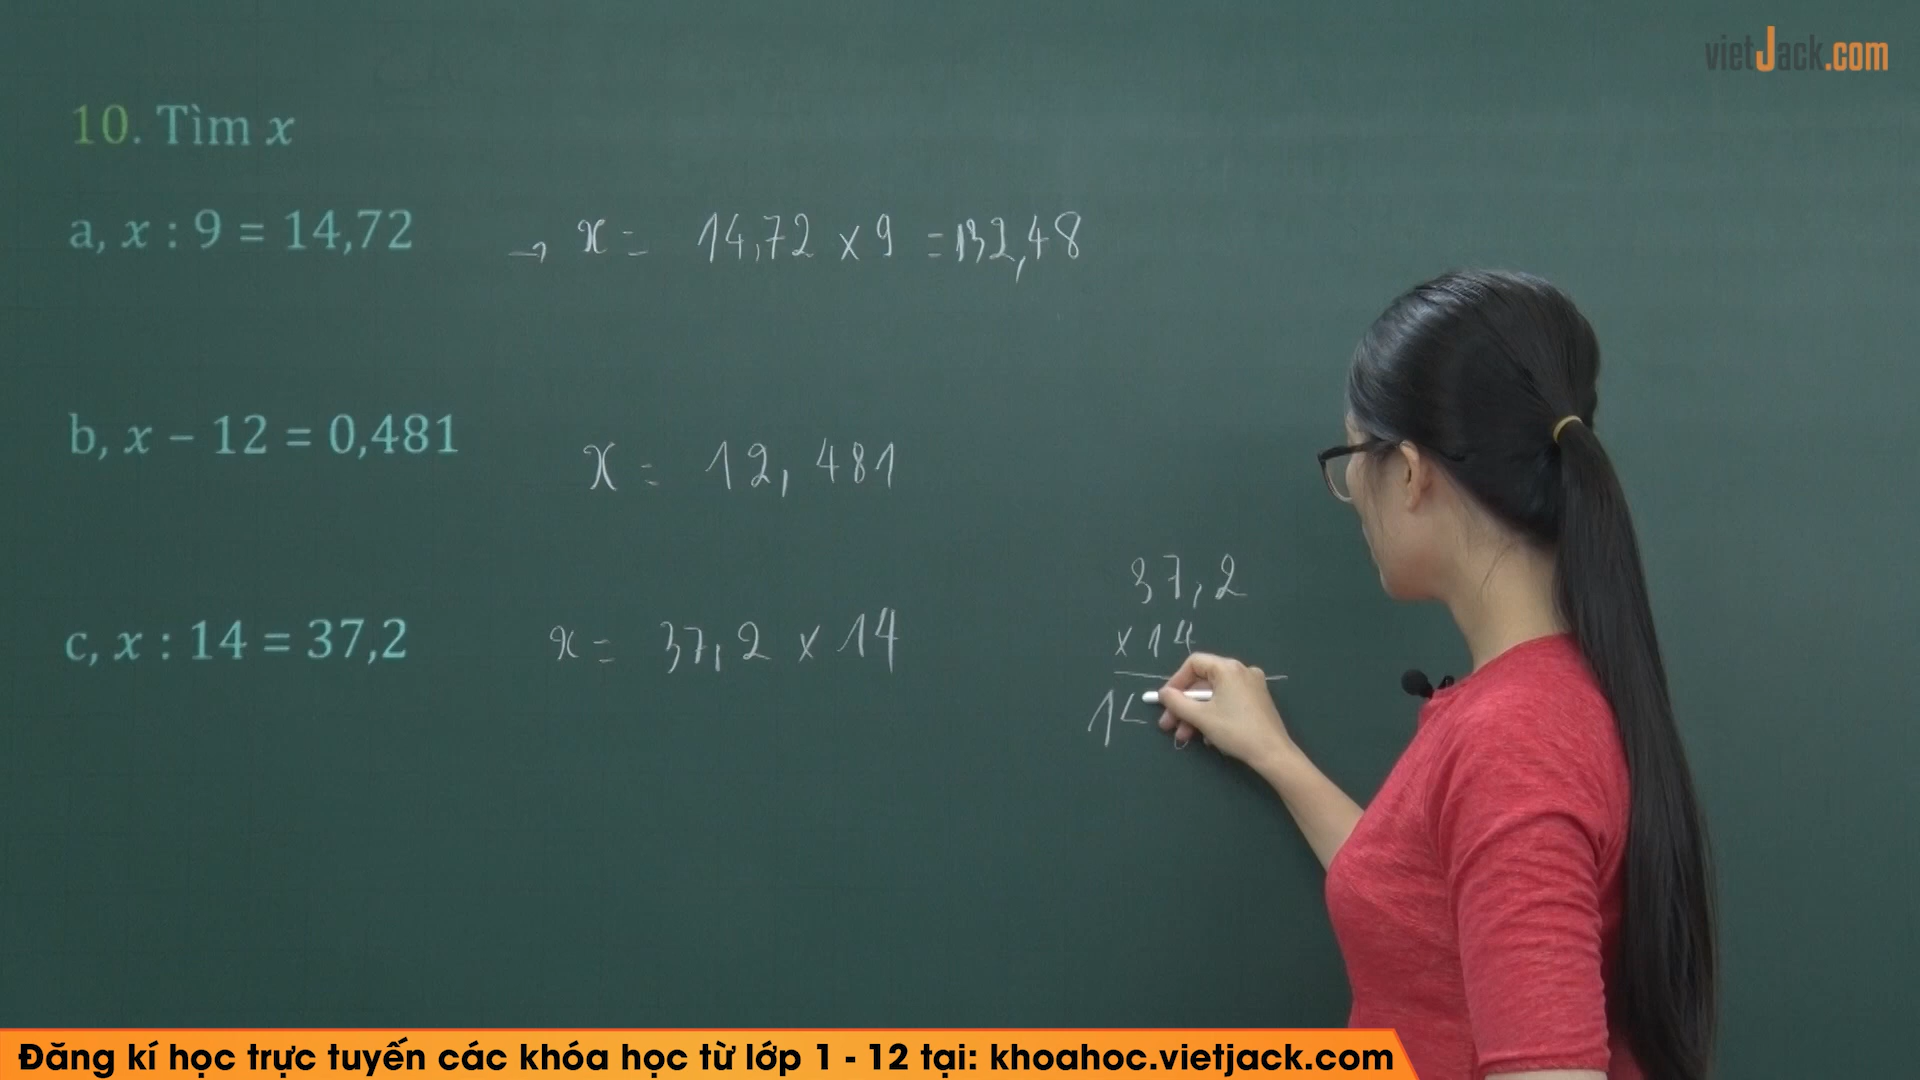 vietJack.com
10. Tìm x
a, x : 9 = 14,72
→ x = 14,72 x 9 = 132,48
b, x – 12 = 0,481
x = 12,481
c, x : 14 = 37,2
x = 37,2 x 14
37,2
x 14
Đăng kí học trực tuyến các khóa học từ lớp 1 - 12 tại: khoahoc.vietjack.com